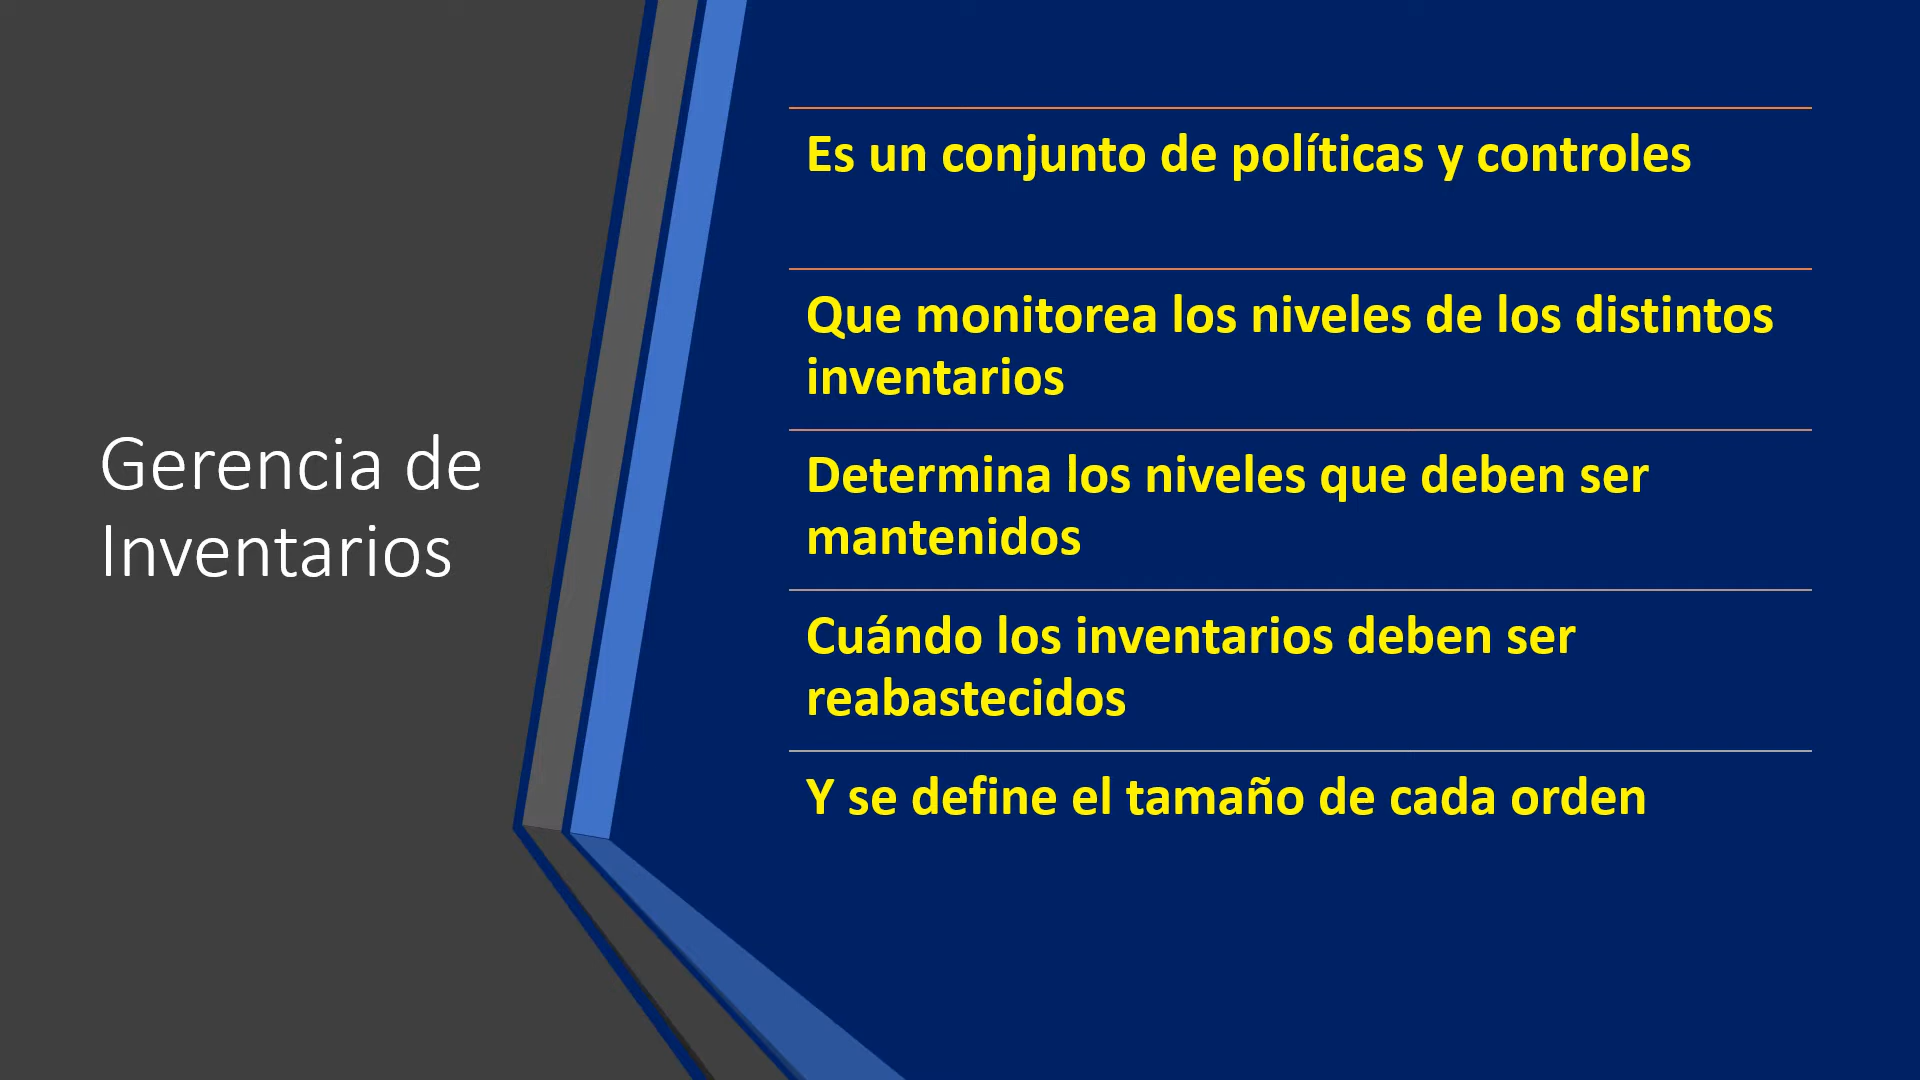 Gerencia de
Inventarios
Es un conjunto de políticas y controles
Que monitorea los niveles de los distintos
inventarios
Determina los niveles que deben ser
mantenidos
Cuándo los inventarios deben ser
reabastecidos
Y se define el tamaño de cada orden